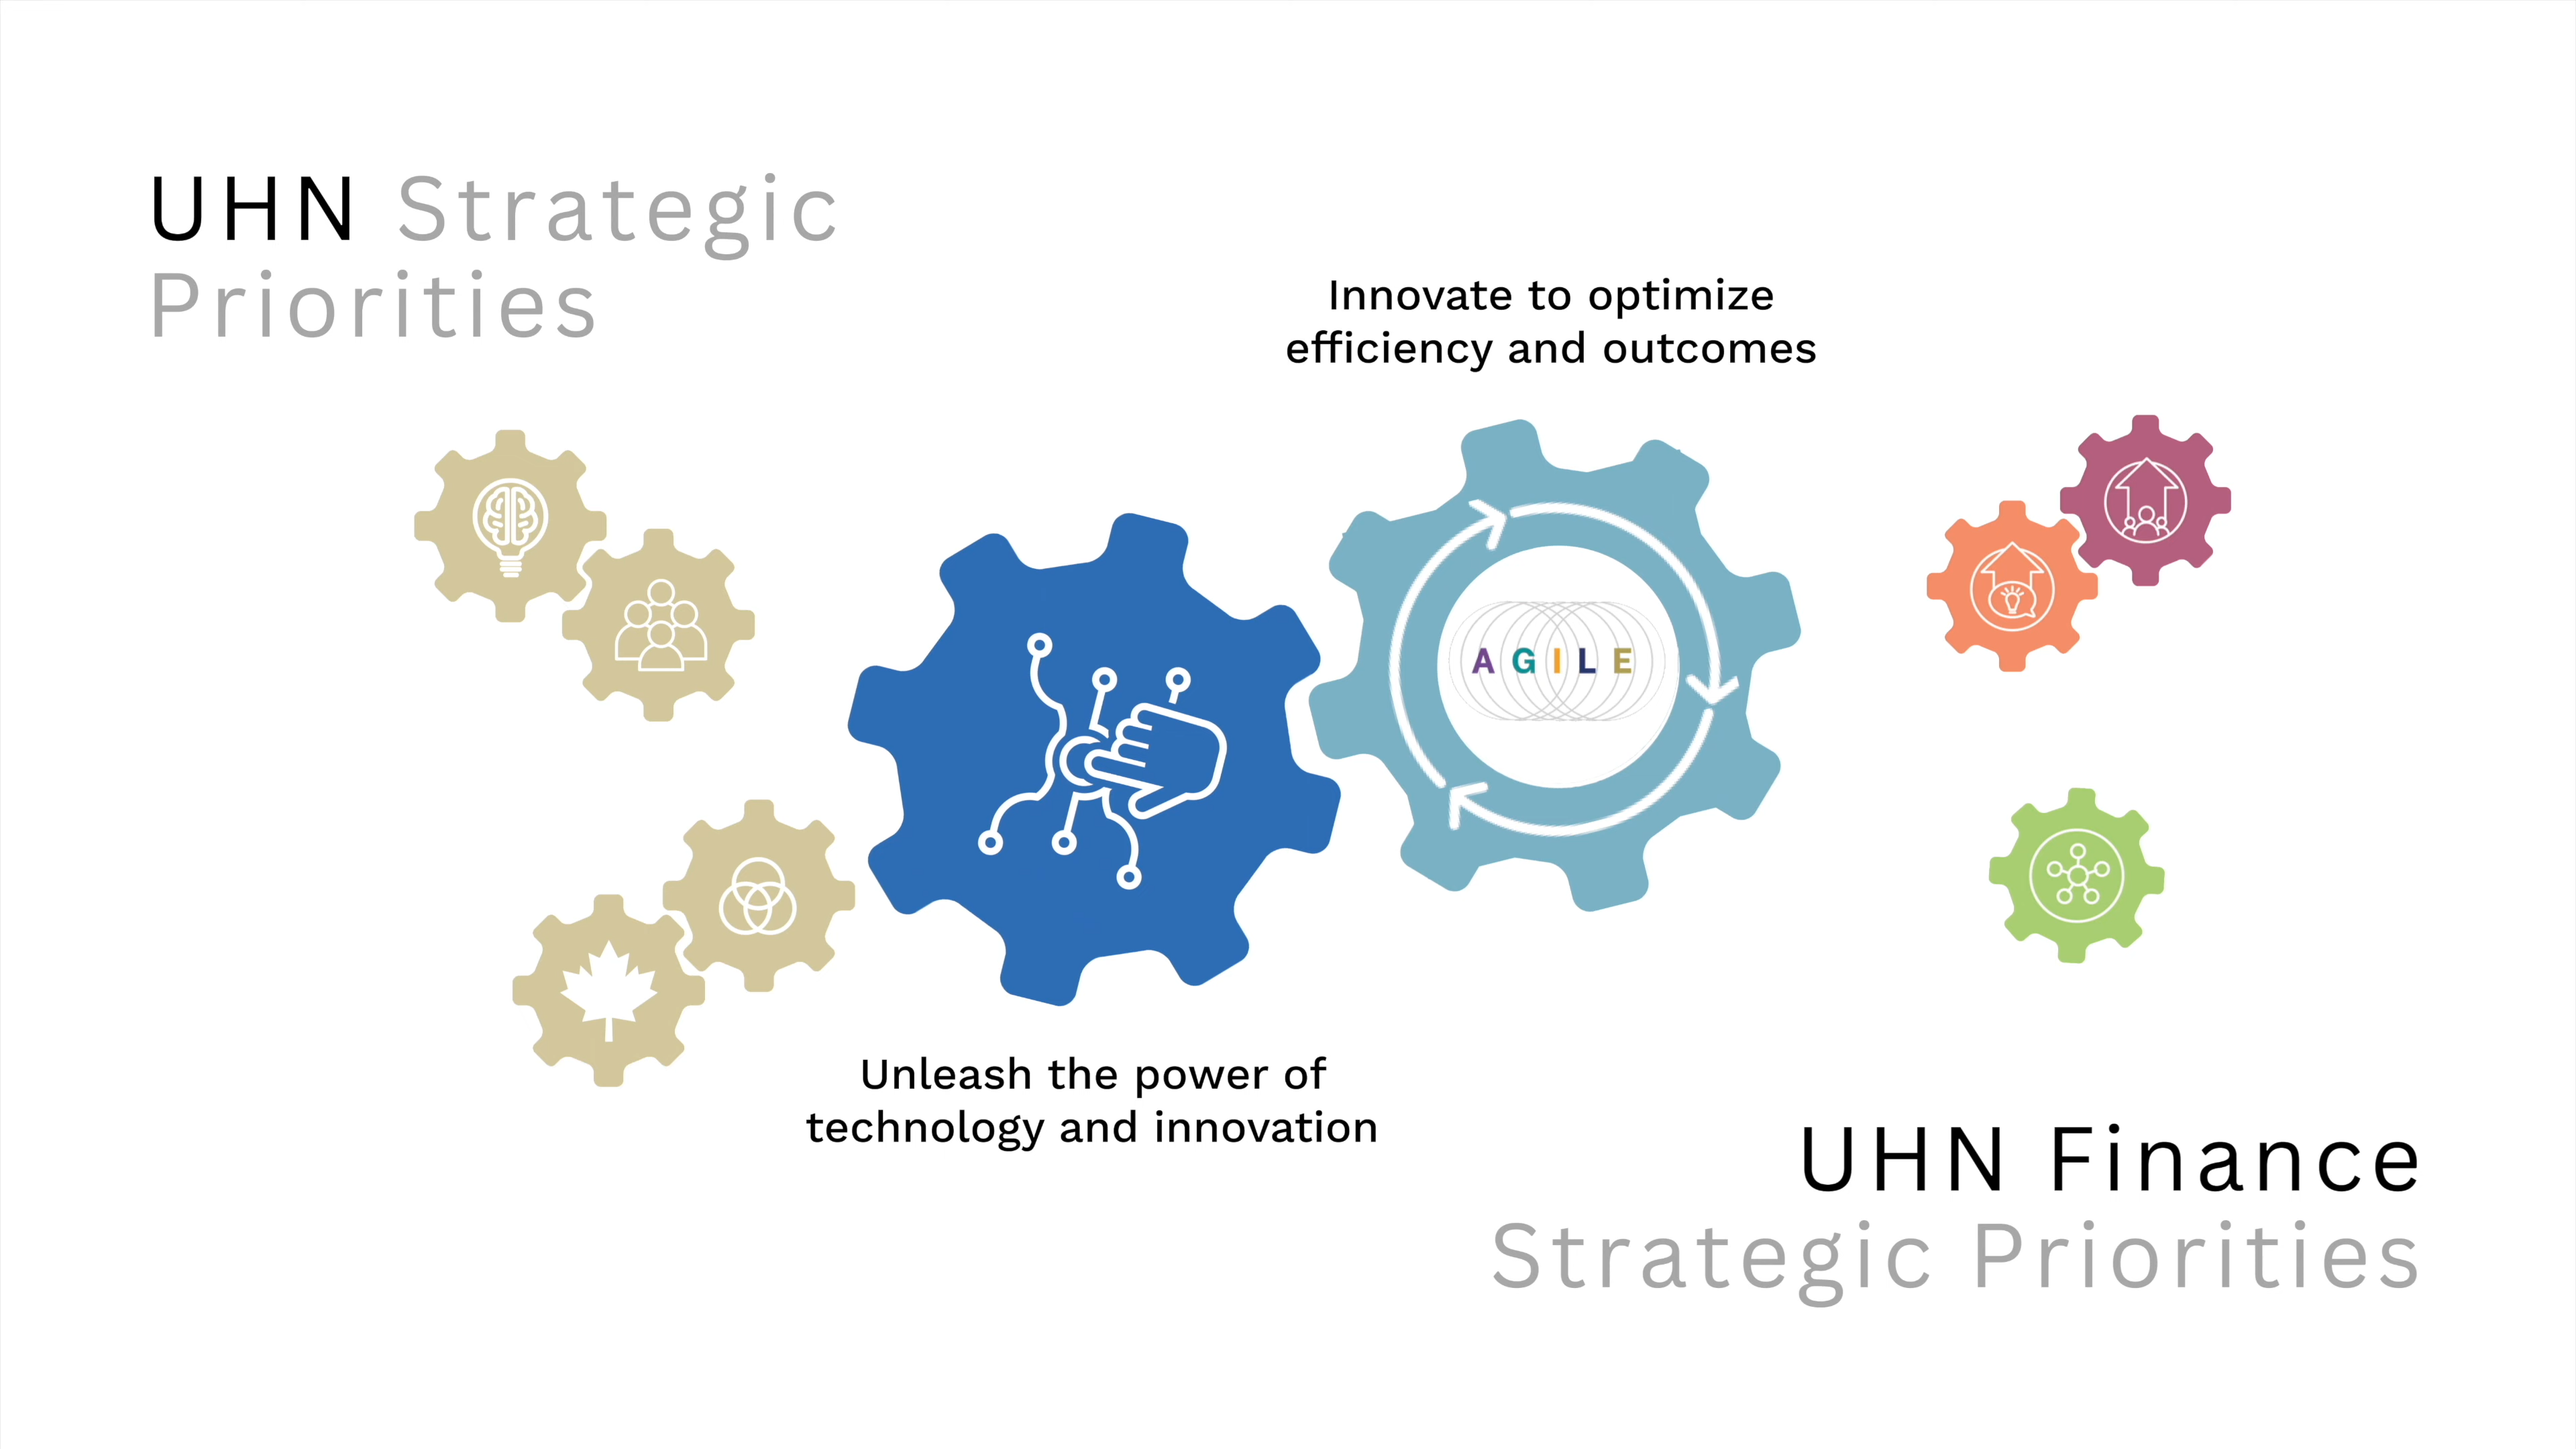 UHN Strategic
Priorities
Innovate to optimize
efficiency and outcomes
AGILE
Unleash the power of
technology and innovation
UHN Finance
Strategic Priorities